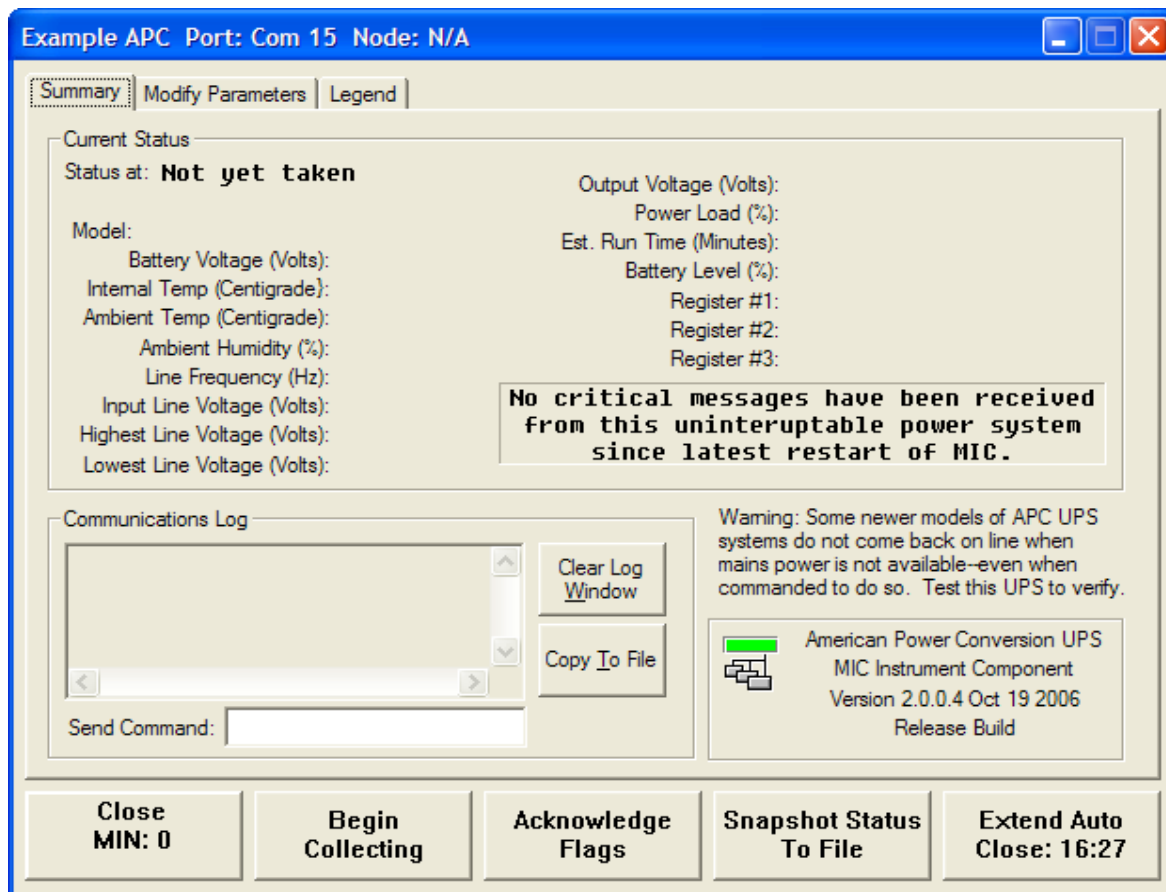 Example APC  Port: Com 15  Node: N/A
Summary
Modify Parameters
Legend
Current Status
Status at: Not yet taken
Model:
Battery Voltage (Volts):
Internal Temp (Centigrade}:
Ambient Temp (Centigrade):
Ambient Humidity (%):
Line Frequency (Hz):
Input Line Voltage (Volts):
Highest Line Voltage (Volts):
Lowest Line Voltage (Volts):
Output Voltage (Volts):
Power Load (%):
Est. Run Time (Minutes):
Battery Level (%):
Register #1:
Register #2:
Register #3:
No critical messages have been received
from this uninteruptable power system
since latest restart of MIC.
Communications Log
Clear Log
Window
Copy To File
Send Command:
Warning: Some newer models of APC UPS
systems do not come back on line when
mains power is not available--even when
commanded to do so.  Test this UPS to verify.
American Power Conversion UPS
MIC Instrument Component
Version 2.0.0.4 Oct 19 2006
Release Build
Close
MIN: 0
Begin
Collecting
Acknowledge
Flags
Snapshot Status
To File
Extend Auto
Close: 16:27